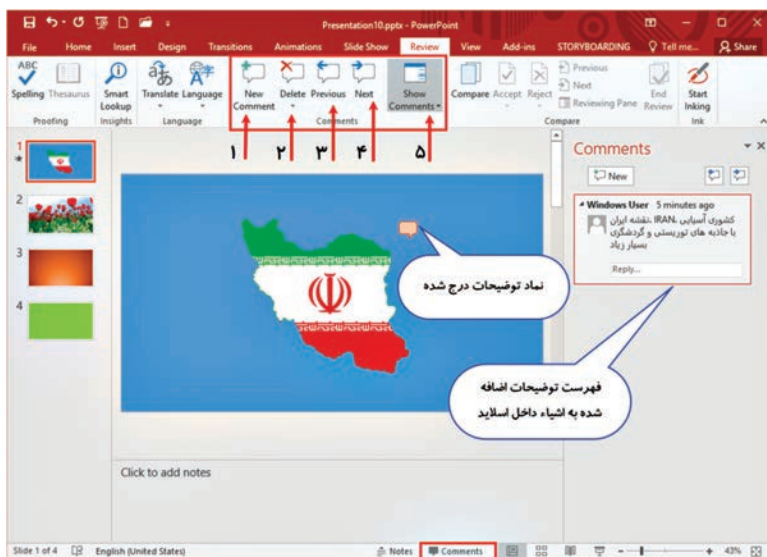 Presentation10.pptx - PowerPoint
File Home Insert Design Transitions Animations Slide Show Review View Add-ins STORYBOARDING Tell me... Share
ABC
Spelling Thesaurus Smart Lookup Translate Language New Comment Delete Previous Next Show Comments Compare Accept Reject Previous
Next
Reviewing Pane
End Review Start Inking
Proofing Insights Language Comments Compare Ink
۱ ۲ ۳ ۴ ۵
1
2
3
4
Comments
New
Windows User 5 minutes ago
کشوری آسیایی ،IRAN ،نقشه ایران
با جاذبه های توریستی و گردشگری
بسیار زیاد
Reply...
نماد توضیحات درج شده
فهرست توضیحات اضافه
شده به اشیاء داخل اسلاید
Click to add notes
Slide 1 of 4 English (United States) Notes Comments 43%